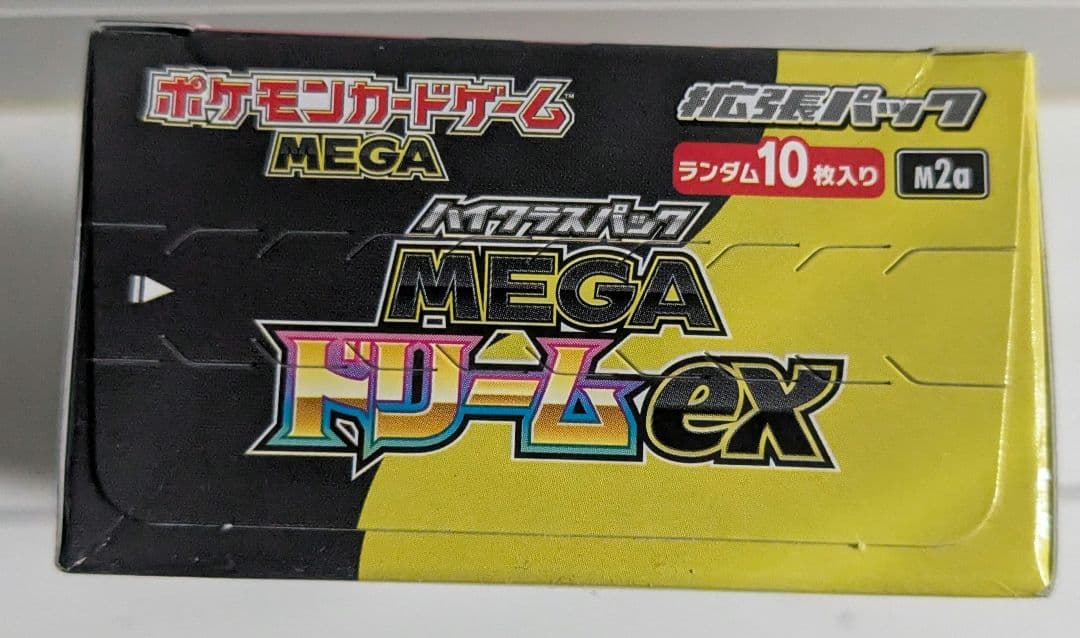 ポケモンカードゲーム™
MEGA
拡張パック
ランダム10枚入り
M2a
ハイクラスパック
MEGA
ドリームex